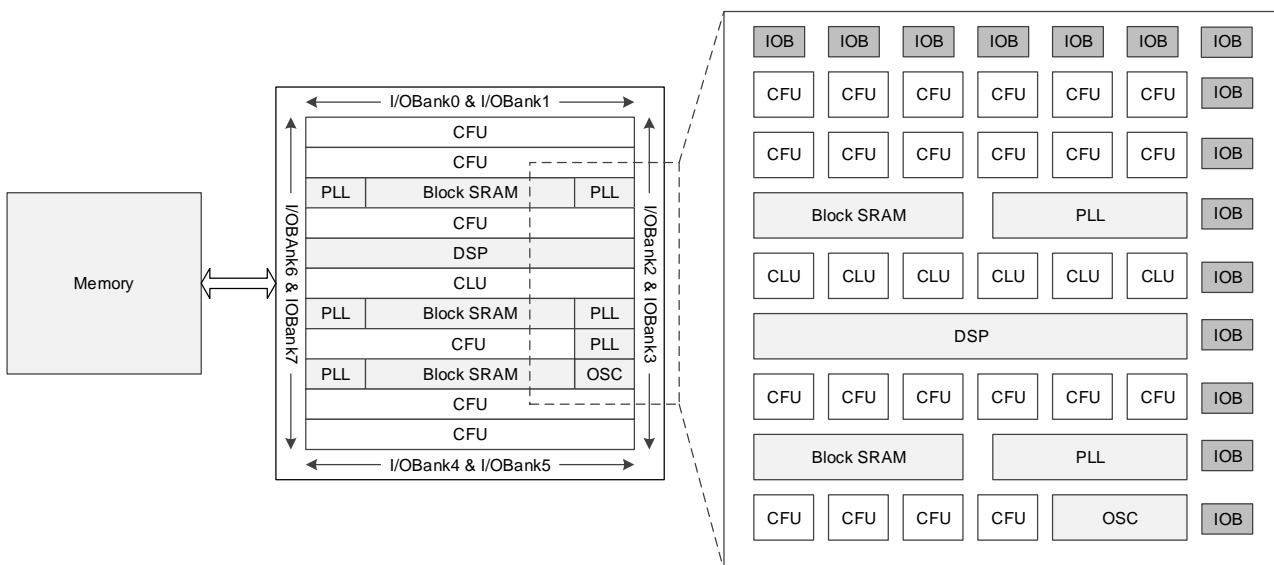 Memory
I/OBank0 & I/OBank1
I/OBAnk6 & IOBank7
I/OBank2 & IOBank3
CFU
CFU
PLL Block SRAM PLL
CFU
DSP
CLU
PLL Block SRAM PLL
CFU PLL
PLL Block SRAM OSC
CFU
CFU
I/OBank4 & I/OBank5
IOB IOB IOB IOB IOB IOB IOB
CFU CFU CFU CFU CFU CFU IOB
CFU CFU CFU CFU CFU CFU IOB
Block SRAM PLL IOB
CLU CLU CLU CLU CLU CLU IOB
DSP IOB
CFU CFU CFU CFU CFU CFU IOB
Block SRAM PLL IOB
CFU CFU CFU CFU OSC IOB